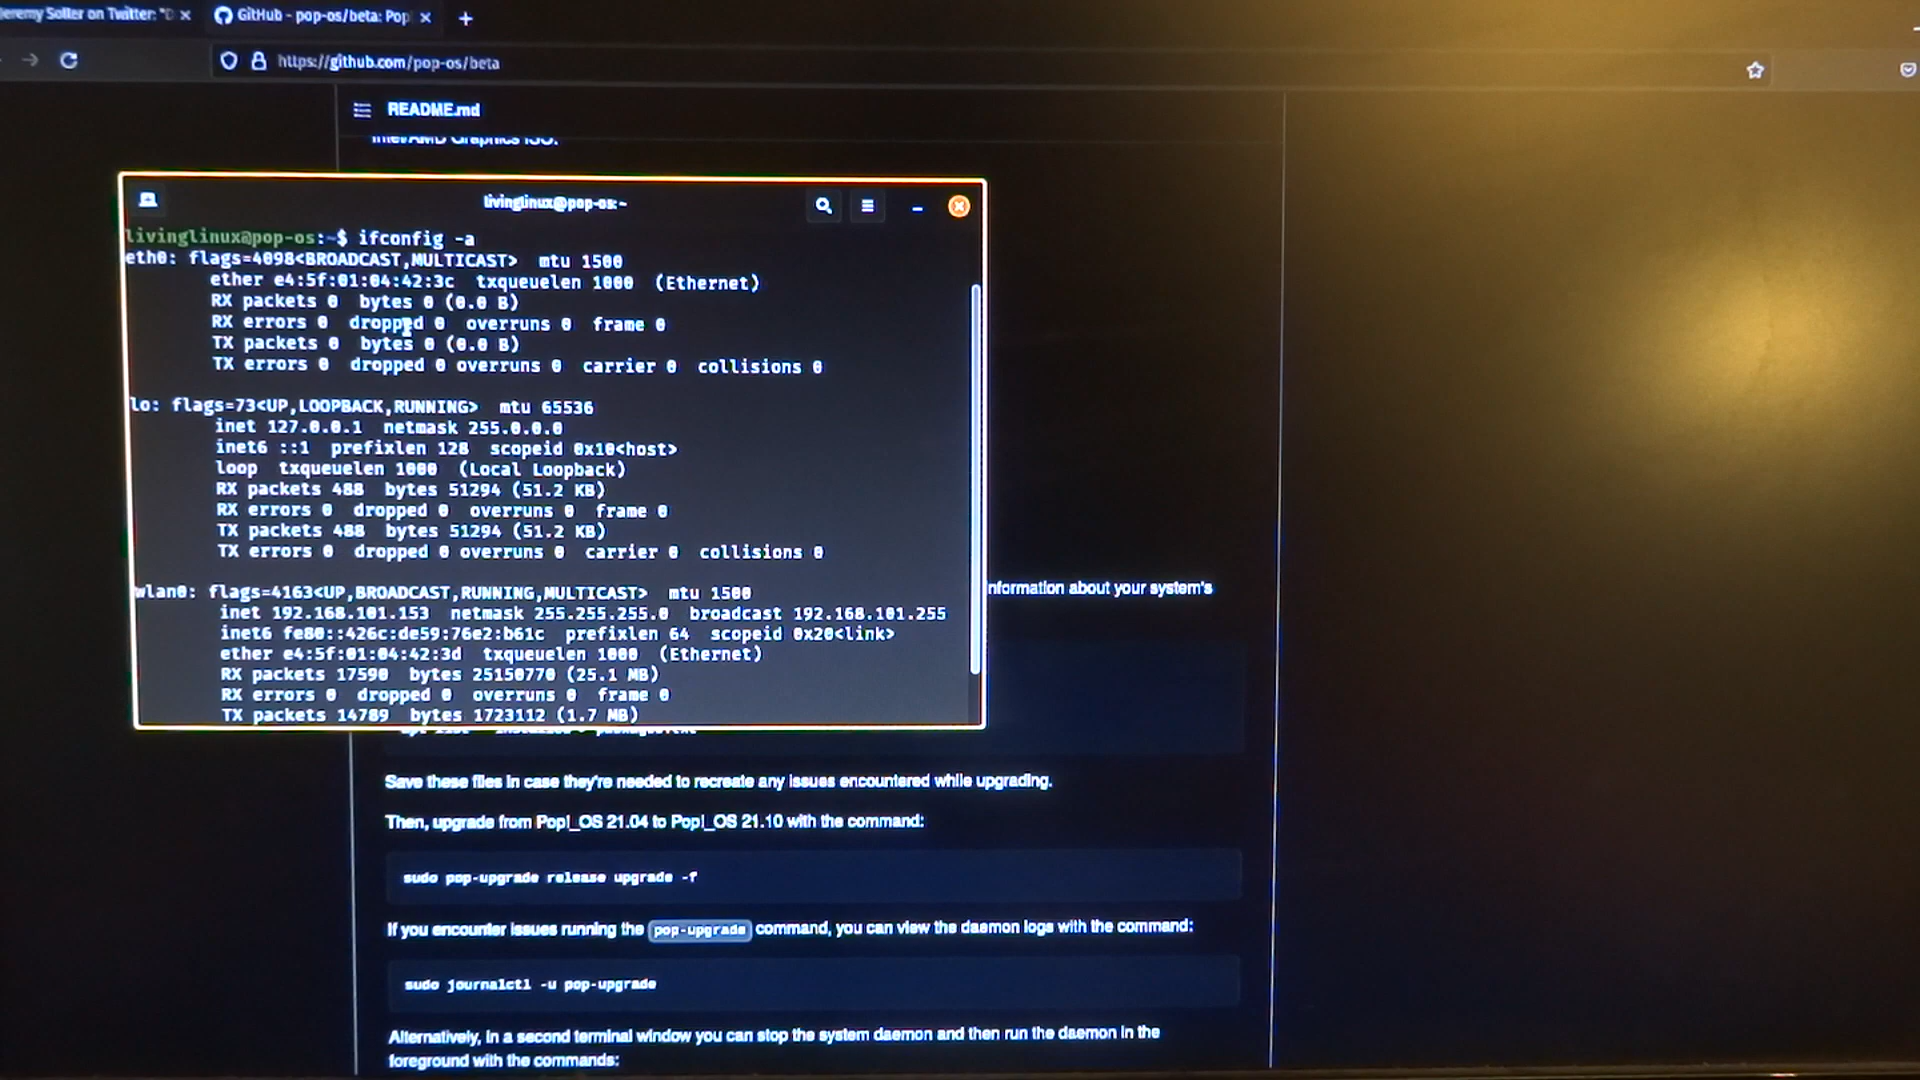 Jeremy Soller on Twitter: "D
GitHub - pop-os/beta: Pop
https://github.com/pop-os/beta
README.md
Intel/AMD Graphics ISO.
livinglinux@pop-os: ~
livinglinux@pop-os:~$ ifconfig -a
eth0: flags=4098<BROADCAST,MULTICAST>  mtu 1500
ether e4:5f:01:04:42:3c  txqueuelen 1000  (Ethernet)
RX packets 0  bytes 0 (0.0 B)
RX errors 0  dropped 0  overruns 0  frame 0
TX packets 0  bytes 0 (0.0 B)
TX errors 0  dropped 0 overruns 0  carrier 0  collisions 0
lo: flags=73<UP,LOOPBACK,RUNNING>  mtu 65536
inet 127.0.0.1  netmask 255.0.0.0
inet6 ::1  prefixlen 128  scopeid 0x10<host>
loop  txqueuelen 1000  (Local Loopback)
RX packets 488  bytes 51294 (51.2 KB)
RX errors 0  dropped 0  overruns 0  frame 0
TX packets 488  bytes 51294 (51.2 KB)
TX errors 0  dropped 0 overruns 0  carrier 0  collisions 0
wlan0: flags=4163<UP,BROADCAST,RUNNING,MULTICAST>  mtu 1500
inet 192.168.101.153  netmask 255.255.255.0  broadcast 192.168.101.255
inet6 fe80::426c:de59:76e2:b61c  prefixlen 64  scopeid 0x20<link>
ether e4:5f:01:04:42:3d  txqueuelen 1000  (Ethernet)
RX packets 17590  bytes 25150770 (25.1 MB)
RX errors 0  dropped 0  overruns 0  frame 0
TX packets 14789  bytes 1723112 (1.7 MB)
information about your system's
Save these files in case they're needed to recreate any issues encountered while upgrading.
Then, upgrade from Pop!_OS 21.04 to Pop!_OS 21.10 with the command:
sudo pop-upgrade release upgrade -f
If you encounter issues running the pop-upgrade command, you can view the daemon logs with the command:
sudo journalctl -u pop-upgrade
Alternatively, in a second terminal window you can stop the system daemon and then run the daemon in the
foreground with the commands: